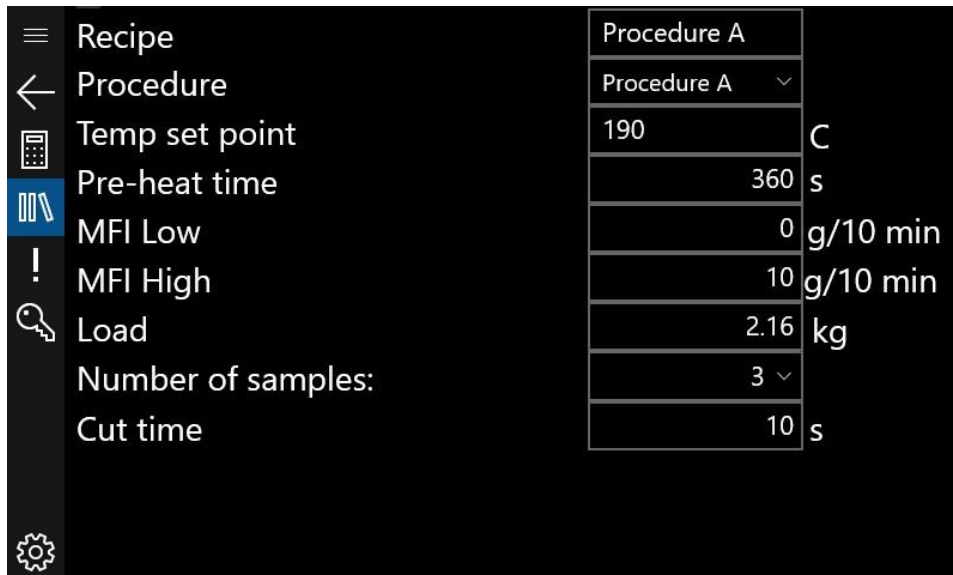 Recipe Procedure A
Procedure Procedure A
Temp set point 190 C
Pre-heat time 360 s
MFI Low 0 g/10 min
MFI High 10 g/10 min
Load 2.16 kg
Number of samples: 3
Cut time 10 s